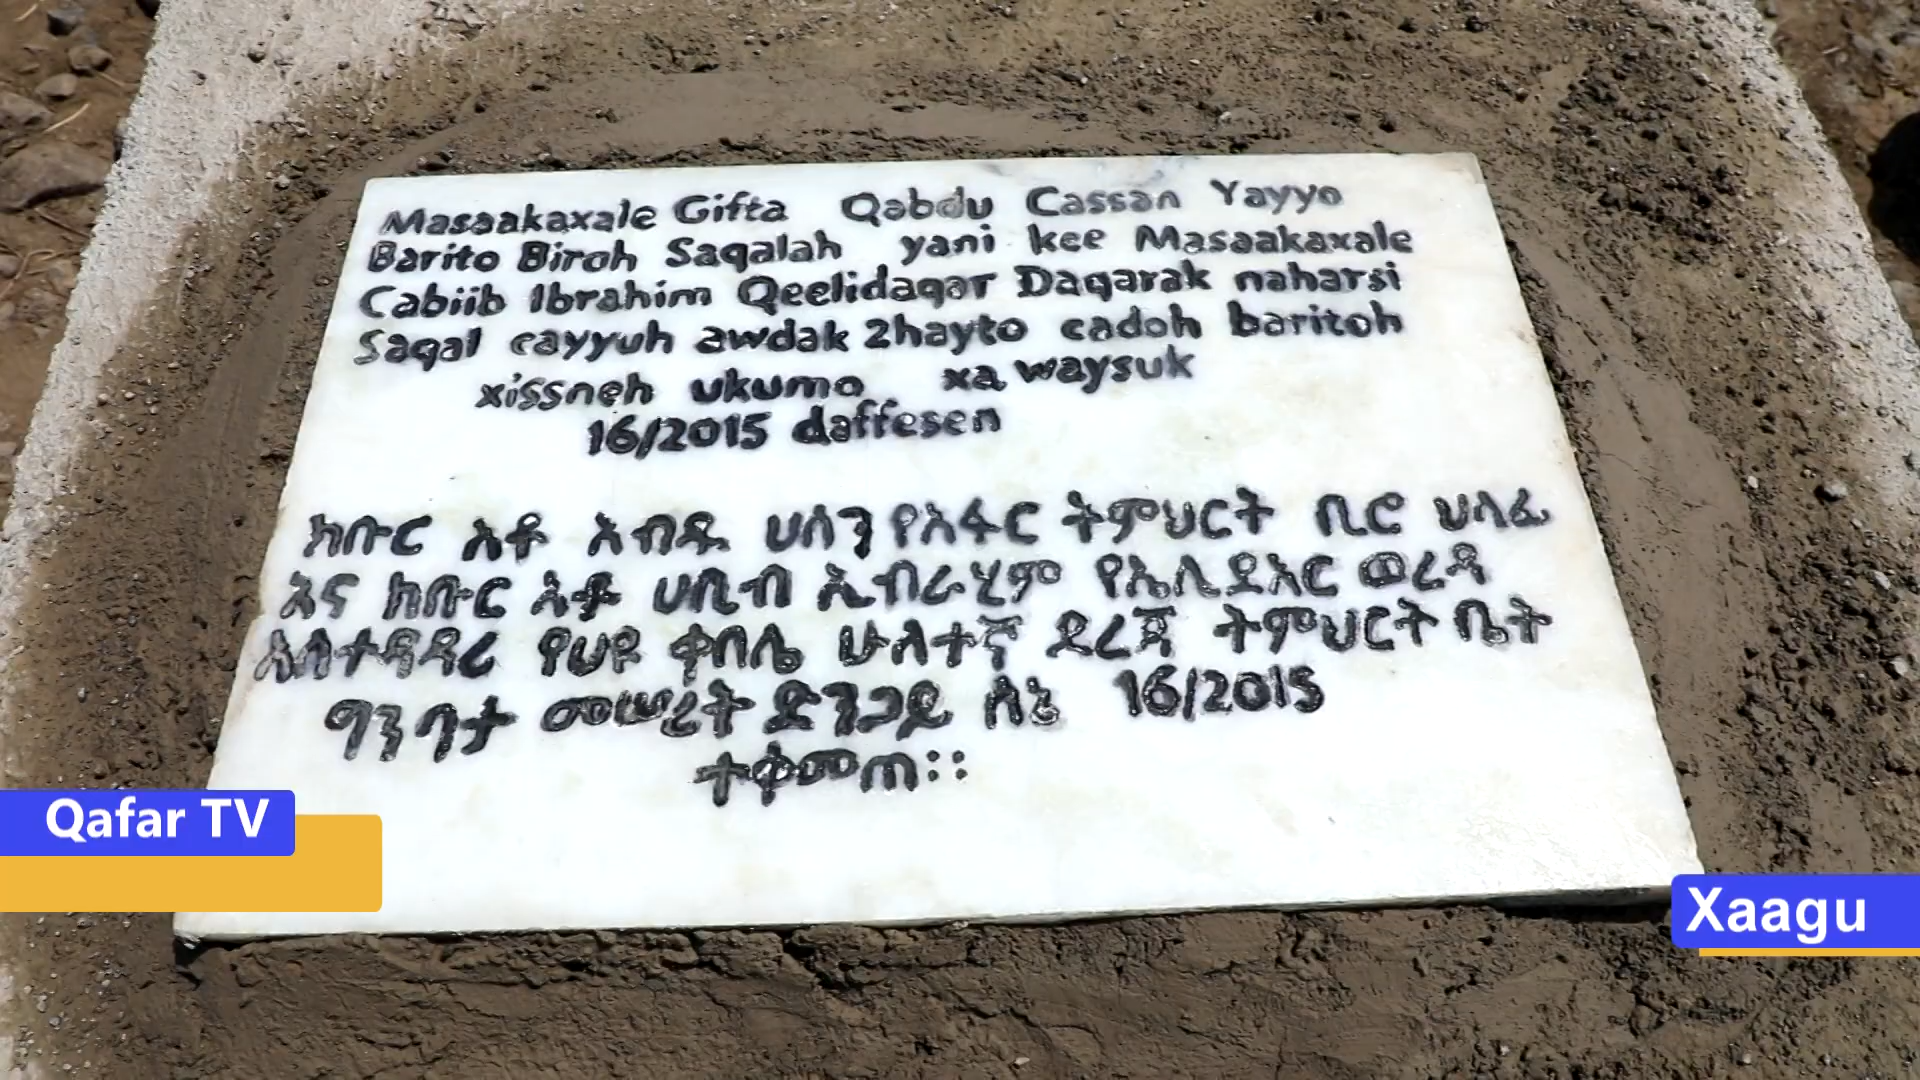 Masaakaxale Gifta Qabdu Cassan Yayyo
Barito Biroh Saqalah yani kee Masaakaxale
Cabiib Ibrahim Qeelidaqar Daqarak naharsi
Saqal cayyuh awdak 2hayto cadoh baritoh
xissneh ukumo xa waysuk
16/2015 daffesen
ክቡር አቶ አብዱ ሀሰን የአፋር ትምህርት ቢሮ ሀላፊ
እና ክቡር አቶ ሀቢብ ኢብራሂም የኤሊደአር ወረዳ
አስተዳዳሪ የህዩ ቀበሌ ሁለተኛ ደረጃ ትምህርት ቤት
ግንባታ መሠረት ድንጋይ ሰኔ 16/2015
ተቀመጠ፡፡
Qafar TV
Xaagu